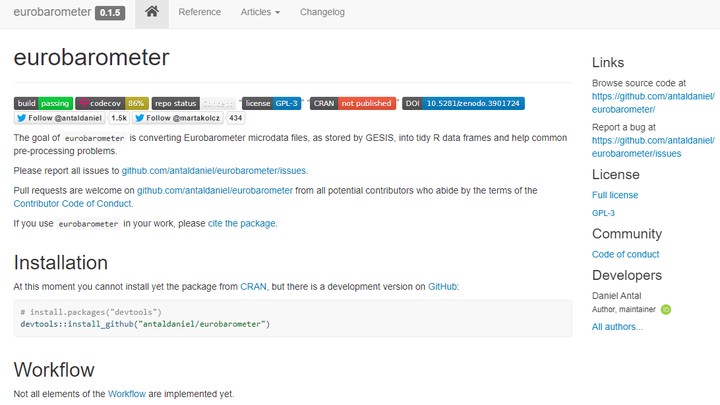 eurobarometer 0.1.5 Reference Articles Changelog
eurobarometer
build passing codecov 86% repo status license GPL-3 CRAN not published DOI 10.5281/zenodo.3901724
Follow @antaldaniel 1.5k Follow @martakolcz 434
The goal of eurobarometer is converting Eurobarometer microdata files, as stored by GESIS, into tidy R data frames and help common
pre-processing problems.
Please report all issues to github.com/antaldaniel/eurobarometer/issues.
Pull requests are welcome on github.com/antaldaniel/eurobarometer from all potential contributors who abide by the terms of the
Contributor Code of Conduct.
If you use eurobarometer in your work, please cite the package.
Installation
At this moment you cannot install yet the package from CRAN, but there is a development version on GitHub:
# install.packages("devtools")
devtools::install_github("antaldaniel/eurobarometer")
Workflow
Not all elements of the Workflow are implemented yet.
Links
Browse source code at
https://github.com/antaldaniel/
eurobarometer/
Report a bug at
https://github.com/antaldaniel/
eurobarometer/issues
License
Full license
GPL-3
Community
Code of conduct
Developers
Daniel Antal
Author, maintainer iD
All authors...